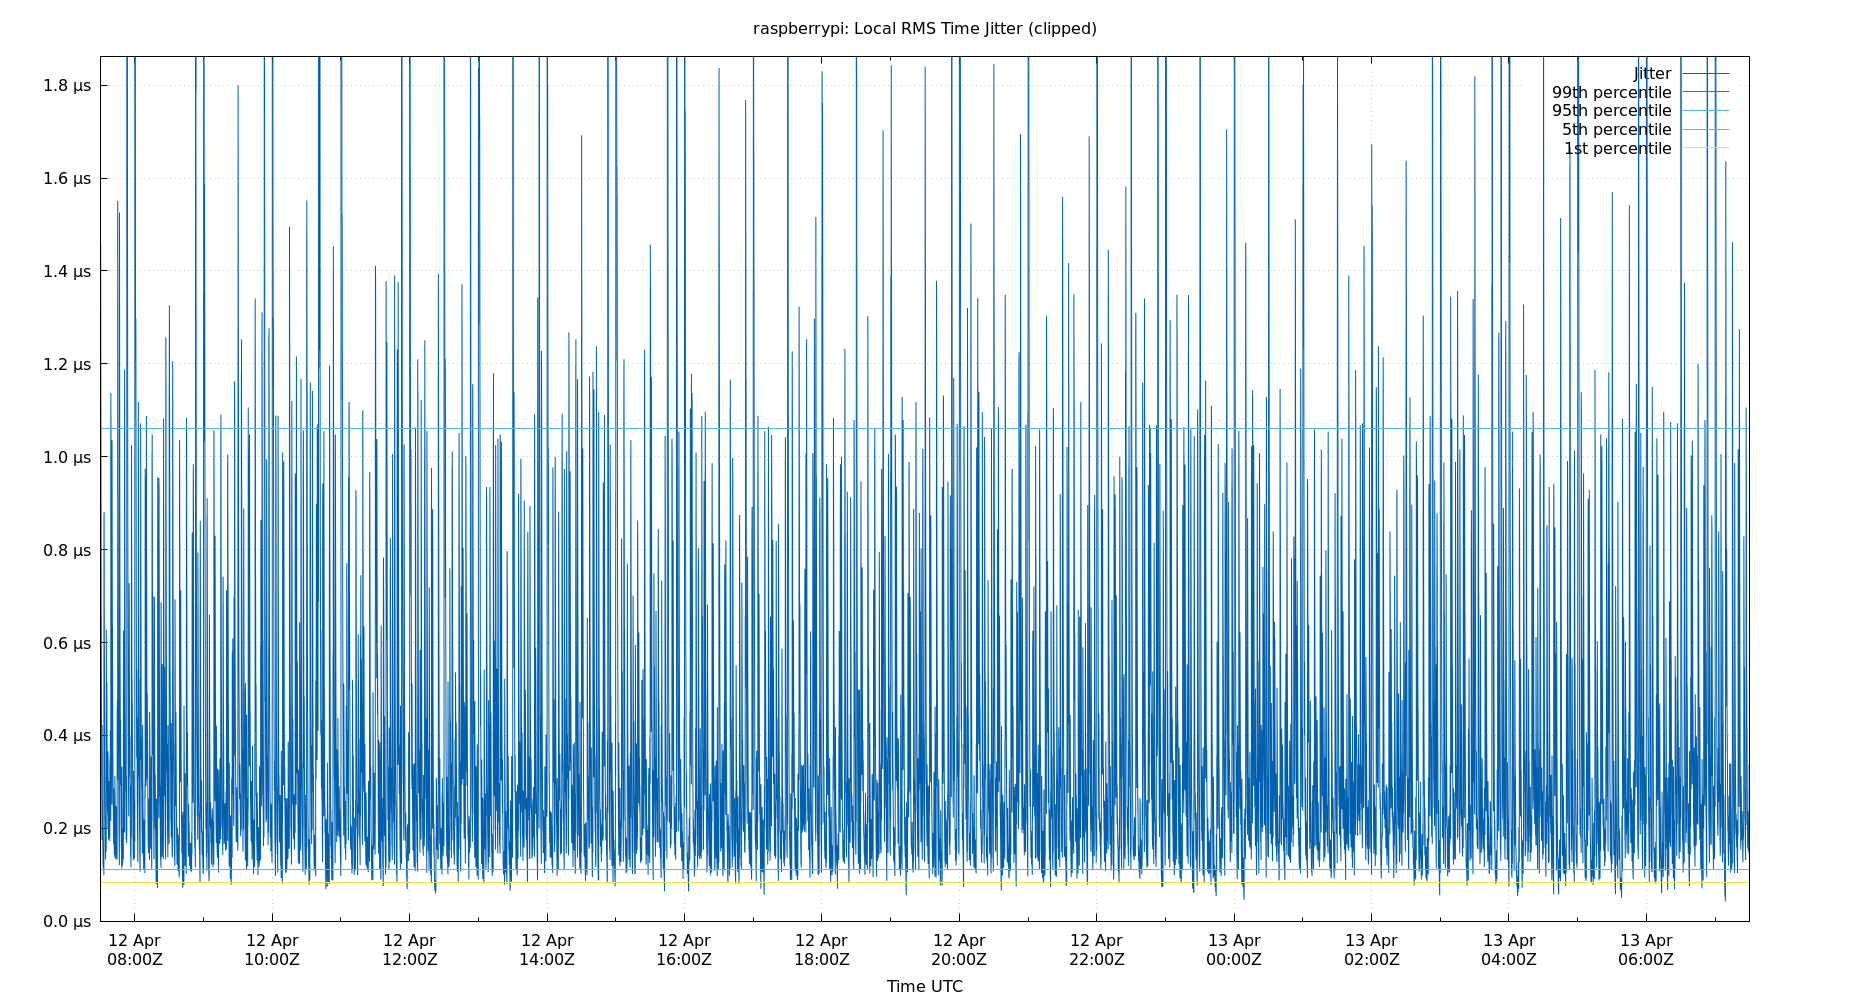 raspberrypi: Local RMS Time Jitter (clipped)
Jitter
99th percentile
95th percentile
5th percentile
1st percentile
1.8 µs
1.6 µs
1.4 µs
1.2 µs
1.0 µs
0.8 µs
0.6 µs
0.4 µs
0.2 µs
0.0 µs
12 Apr 12 Apr 12 Apr 12 Apr 12 Apr 12 Apr 12 Apr 12 Apr 13 Apr 13 Apr 13 Apr 13 Apr
08:00Z 10:00Z 12:00Z 14:00Z 16:00Z 18:00Z 20:00Z 22:00Z 00:00Z 02:00Z 04:00Z 06:00Z
Time UTC